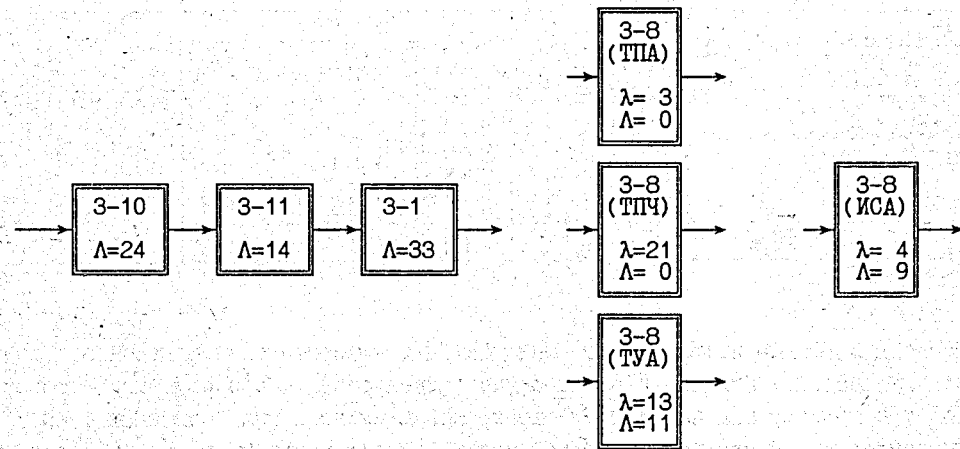 3-8
(ТПА)
λ= 3
Λ= 0
3-10
Λ=24
3-11
Λ=14
3-1
Λ=33
3-8
(ТПЧ)
λ=21
Λ= 0
3-8
(ИСА)
λ= 4
Λ= 9
3-8
(ТУА)
λ=13
Λ=11